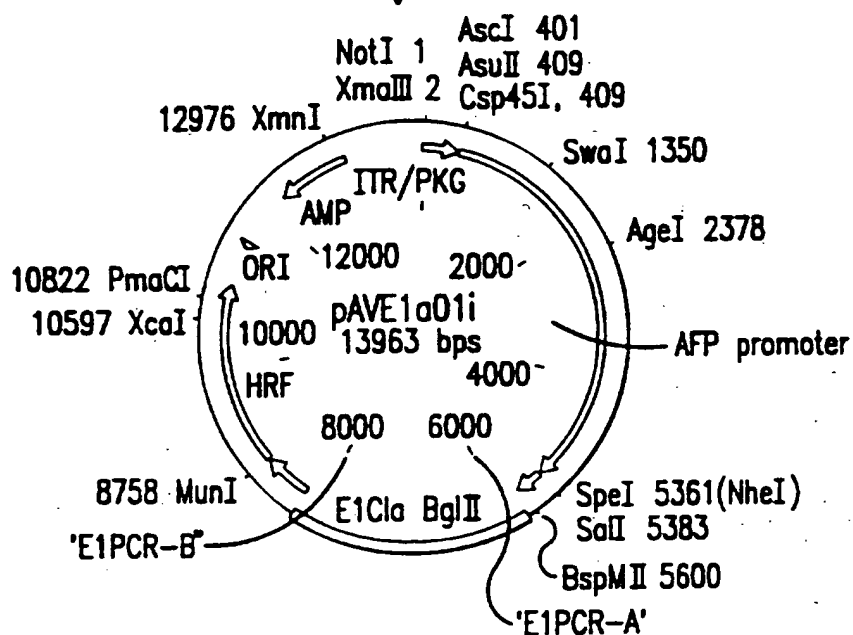 AscI 401
NotI 1
AsuII 409
XmaIII 2
Csp45I, 409
12976 XmnI
SwaI 1350
ITR/PKG
AMP
AgeI 2378
ORI
12000
2000
10822 PmaCI
pAVE1a01i
10597 XcaI
10000
13963 bps
AFP promoter
HRF
4000
8000
6000
8758 MunI
E1Cla BglII
SpeI 5361(NheI)
SalI 5383
'E1PCR-B"
BspMII 5600
'E1PCR-A'